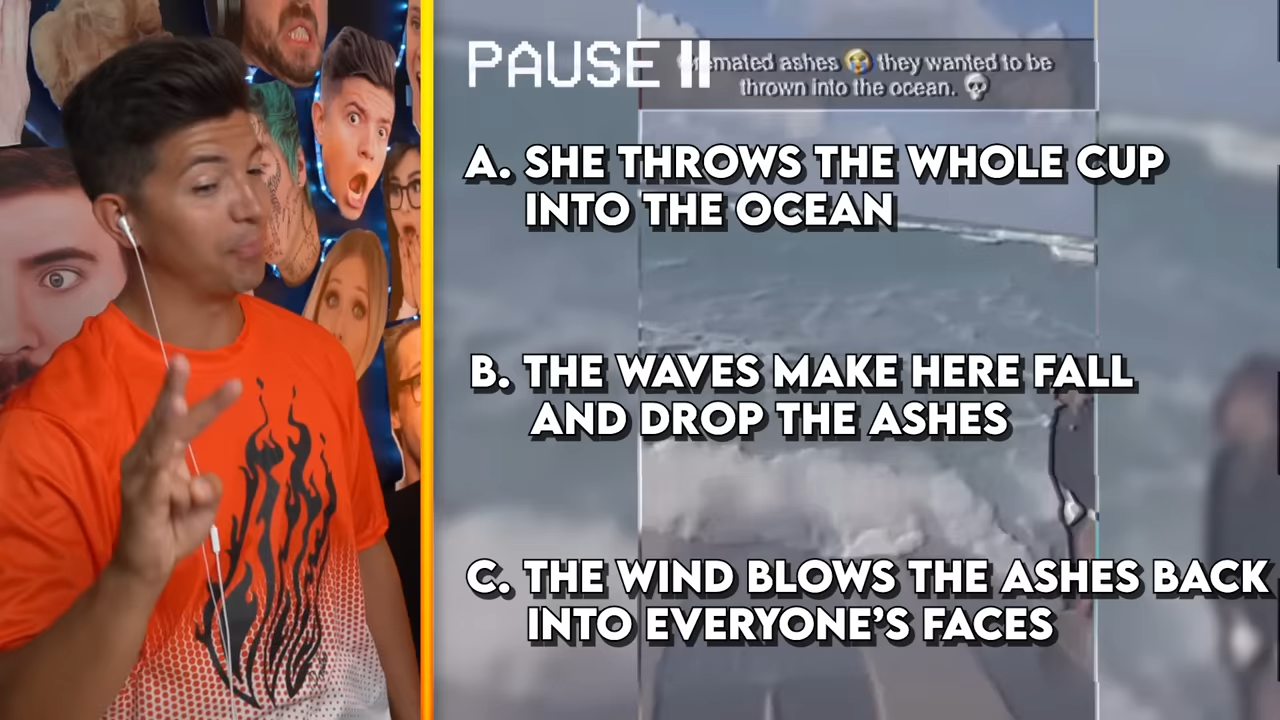 PAUSE
ashes 😭 they wanted to be
thrown into the ocean. 💀
A. SHE THROWS THE WHOLE CUP
INTO THE OCEAN
B. THE WAVES MAKE HERE FALL
AND DROP THE ASHES
C. THE WIND BLOWS THE ASHES BACK
INTO EVERYONE'S FACES